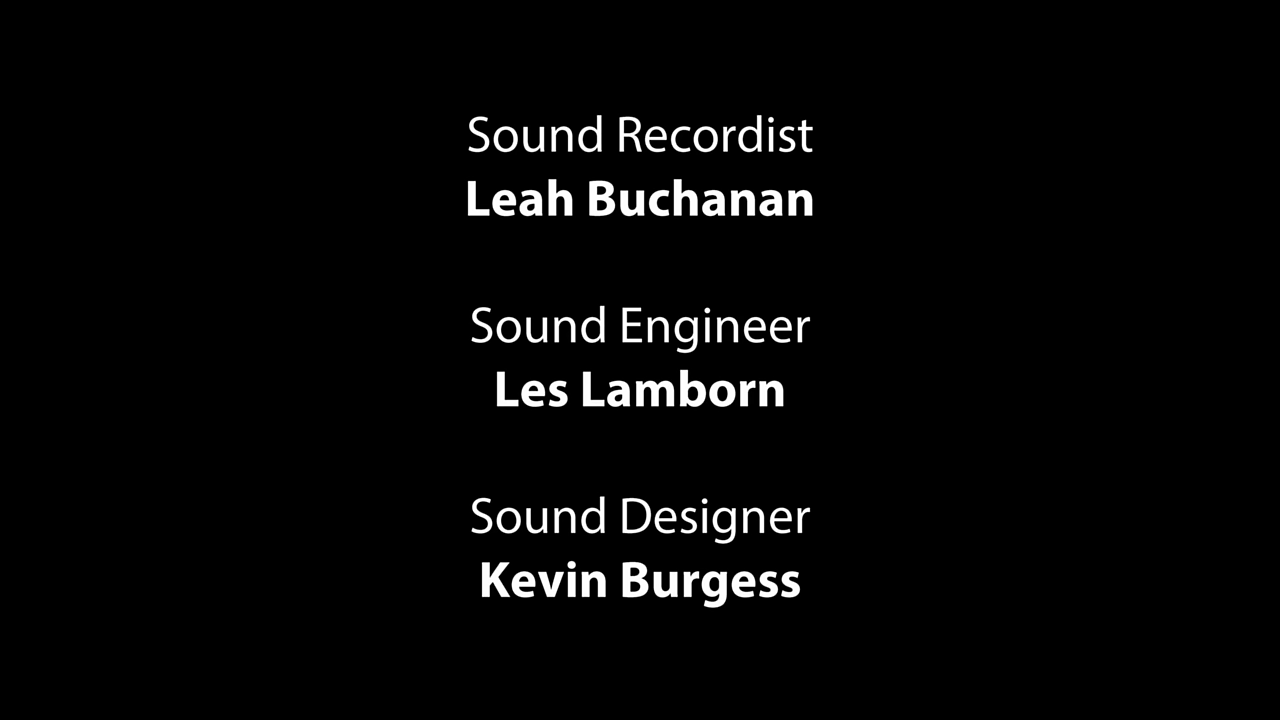 Sound Recordist
Leah Buchanan
Sound Engineer
Les Lamborn
Sound Designer
Kevin Burgess